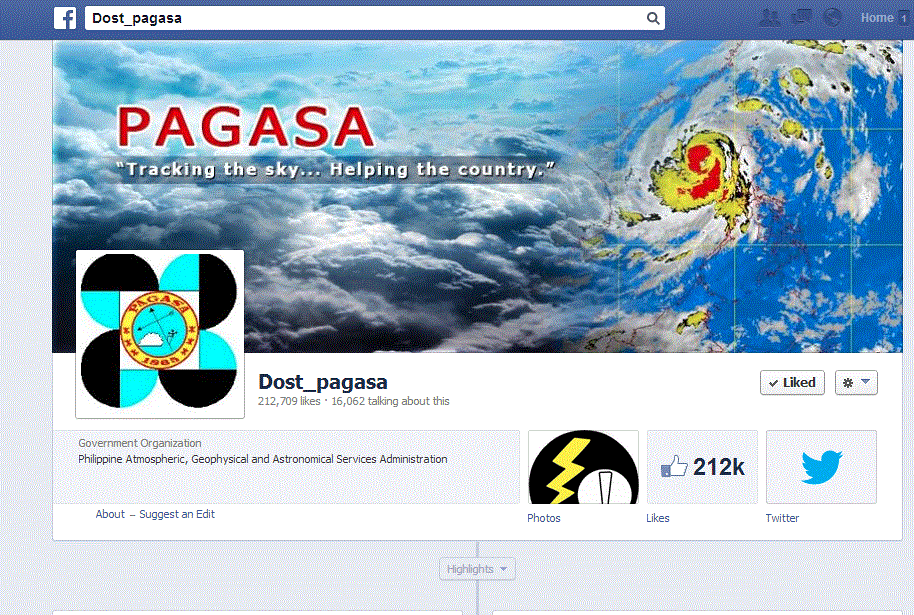 Dost_pagasa
Home 1
PAGASA
"Tracking the sky... Helping the country."
PAGASA
1965
Dost_pagasa
212,709 likes · 16,062 talking about this
Liked
Government Organization
Philippine Atmospheric, Geophysical and Astronomical Services Administration
212k
About – Suggest an Edit
Photos
Likes
Twitter
Highlights